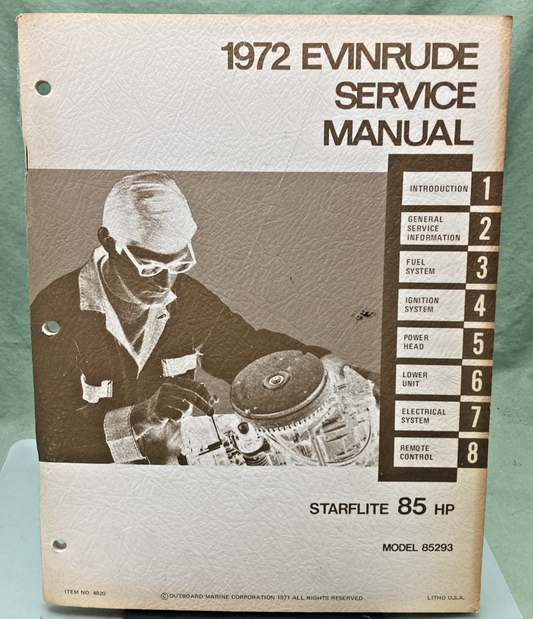 1972 EVINRUDE
SERVICE
MANUAL
INTRODUCTION 1
GENERAL
SERVICE
INFORMATION 2
FUEL
SYSTEM 3
IGNITION
SYSTEM 4
POWER
HEAD 5
LOWER
UNIT 6
ELECTRICAL
SYSTEM 7
REMOTE
CONTROL 8
STARFLITE 85 HP
MODEL 85293
ITEM NO. 4820
©OUTBOARD MARINE CORPORATION 1971 ALL RIGHTS RESERVED
LITHO U.S.A.